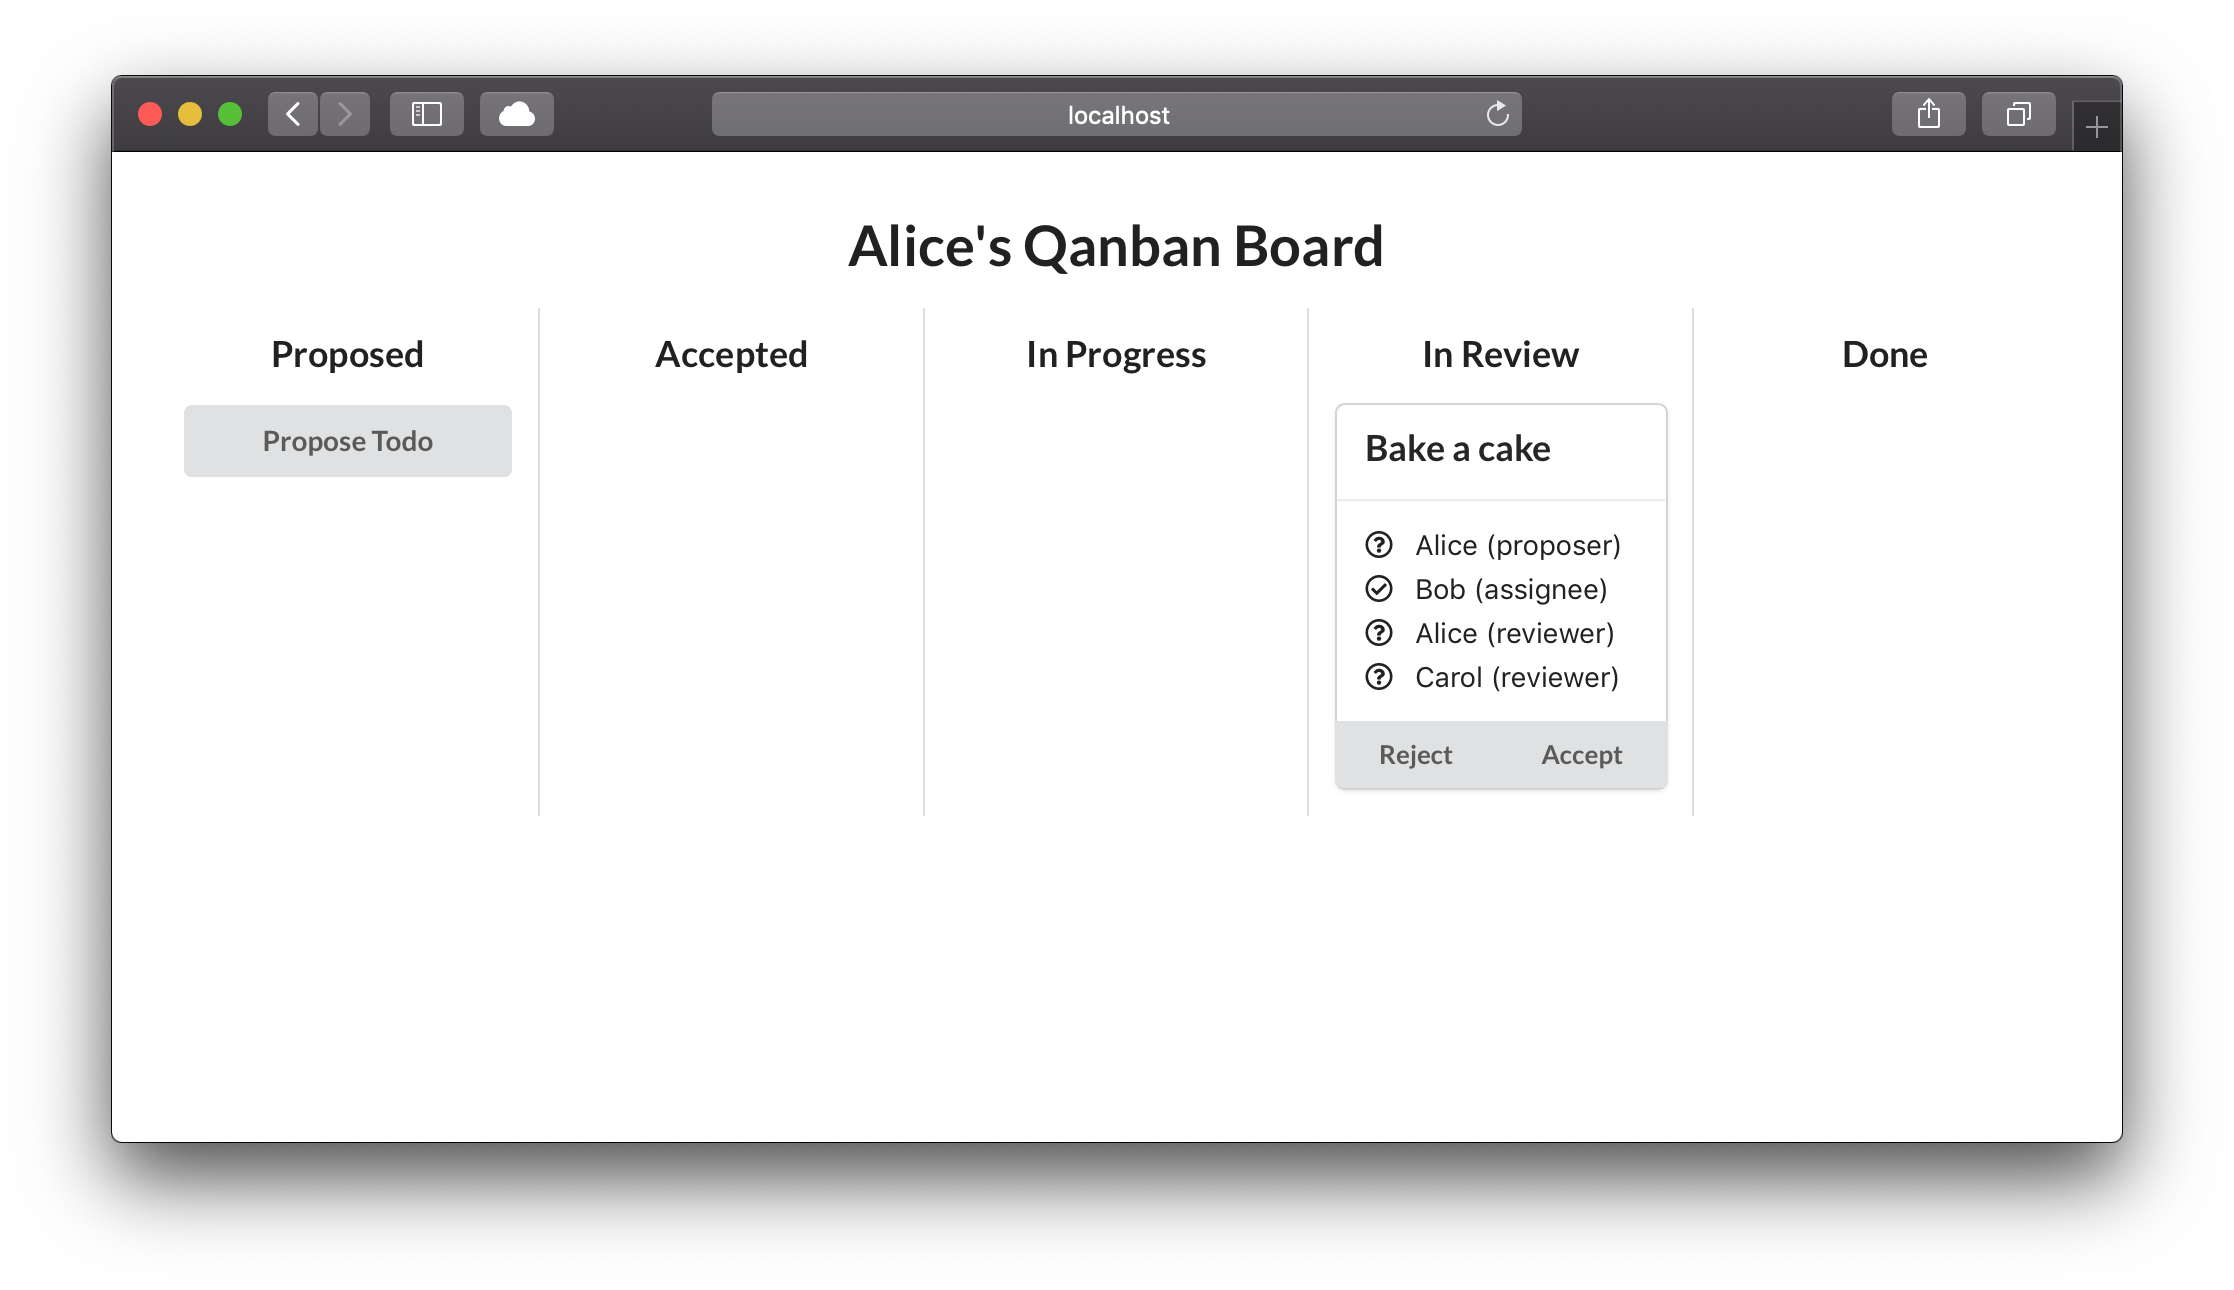 localhost
Alice's Qanban Board
Proposed
Accepted
In Progress
In Review
Done
Propose Todo
Bake a cake
Alice (proposer)
Bob (assignee)
Alice (reviewer)
Carol (reviewer)
Reject
Accept